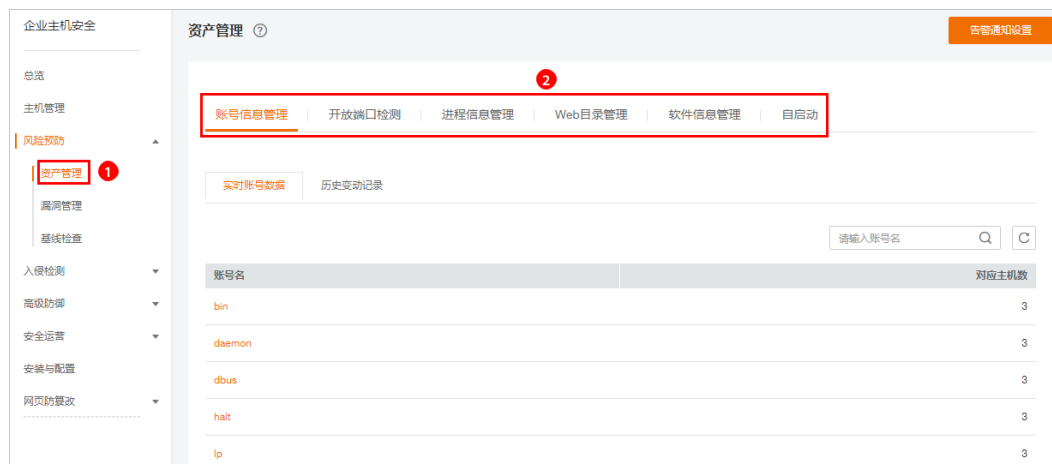 企业主机安全
总览
主机管理
风险预防
资产管理
1
漏洞管理
基线检查
入侵检测
高级防御
安全运营
安装与配置
网页防篡改
资产管理 ?
告警通知设置
2
账号信息管理 开放端口检测 进程信息管理 Web目录管理 软件信息管理 自启动
实时账号数据 历史变动记录
请输入账号名
账号名 对应主机数
bin 3
daemon 3
dbus 3
halt 3
lp 3